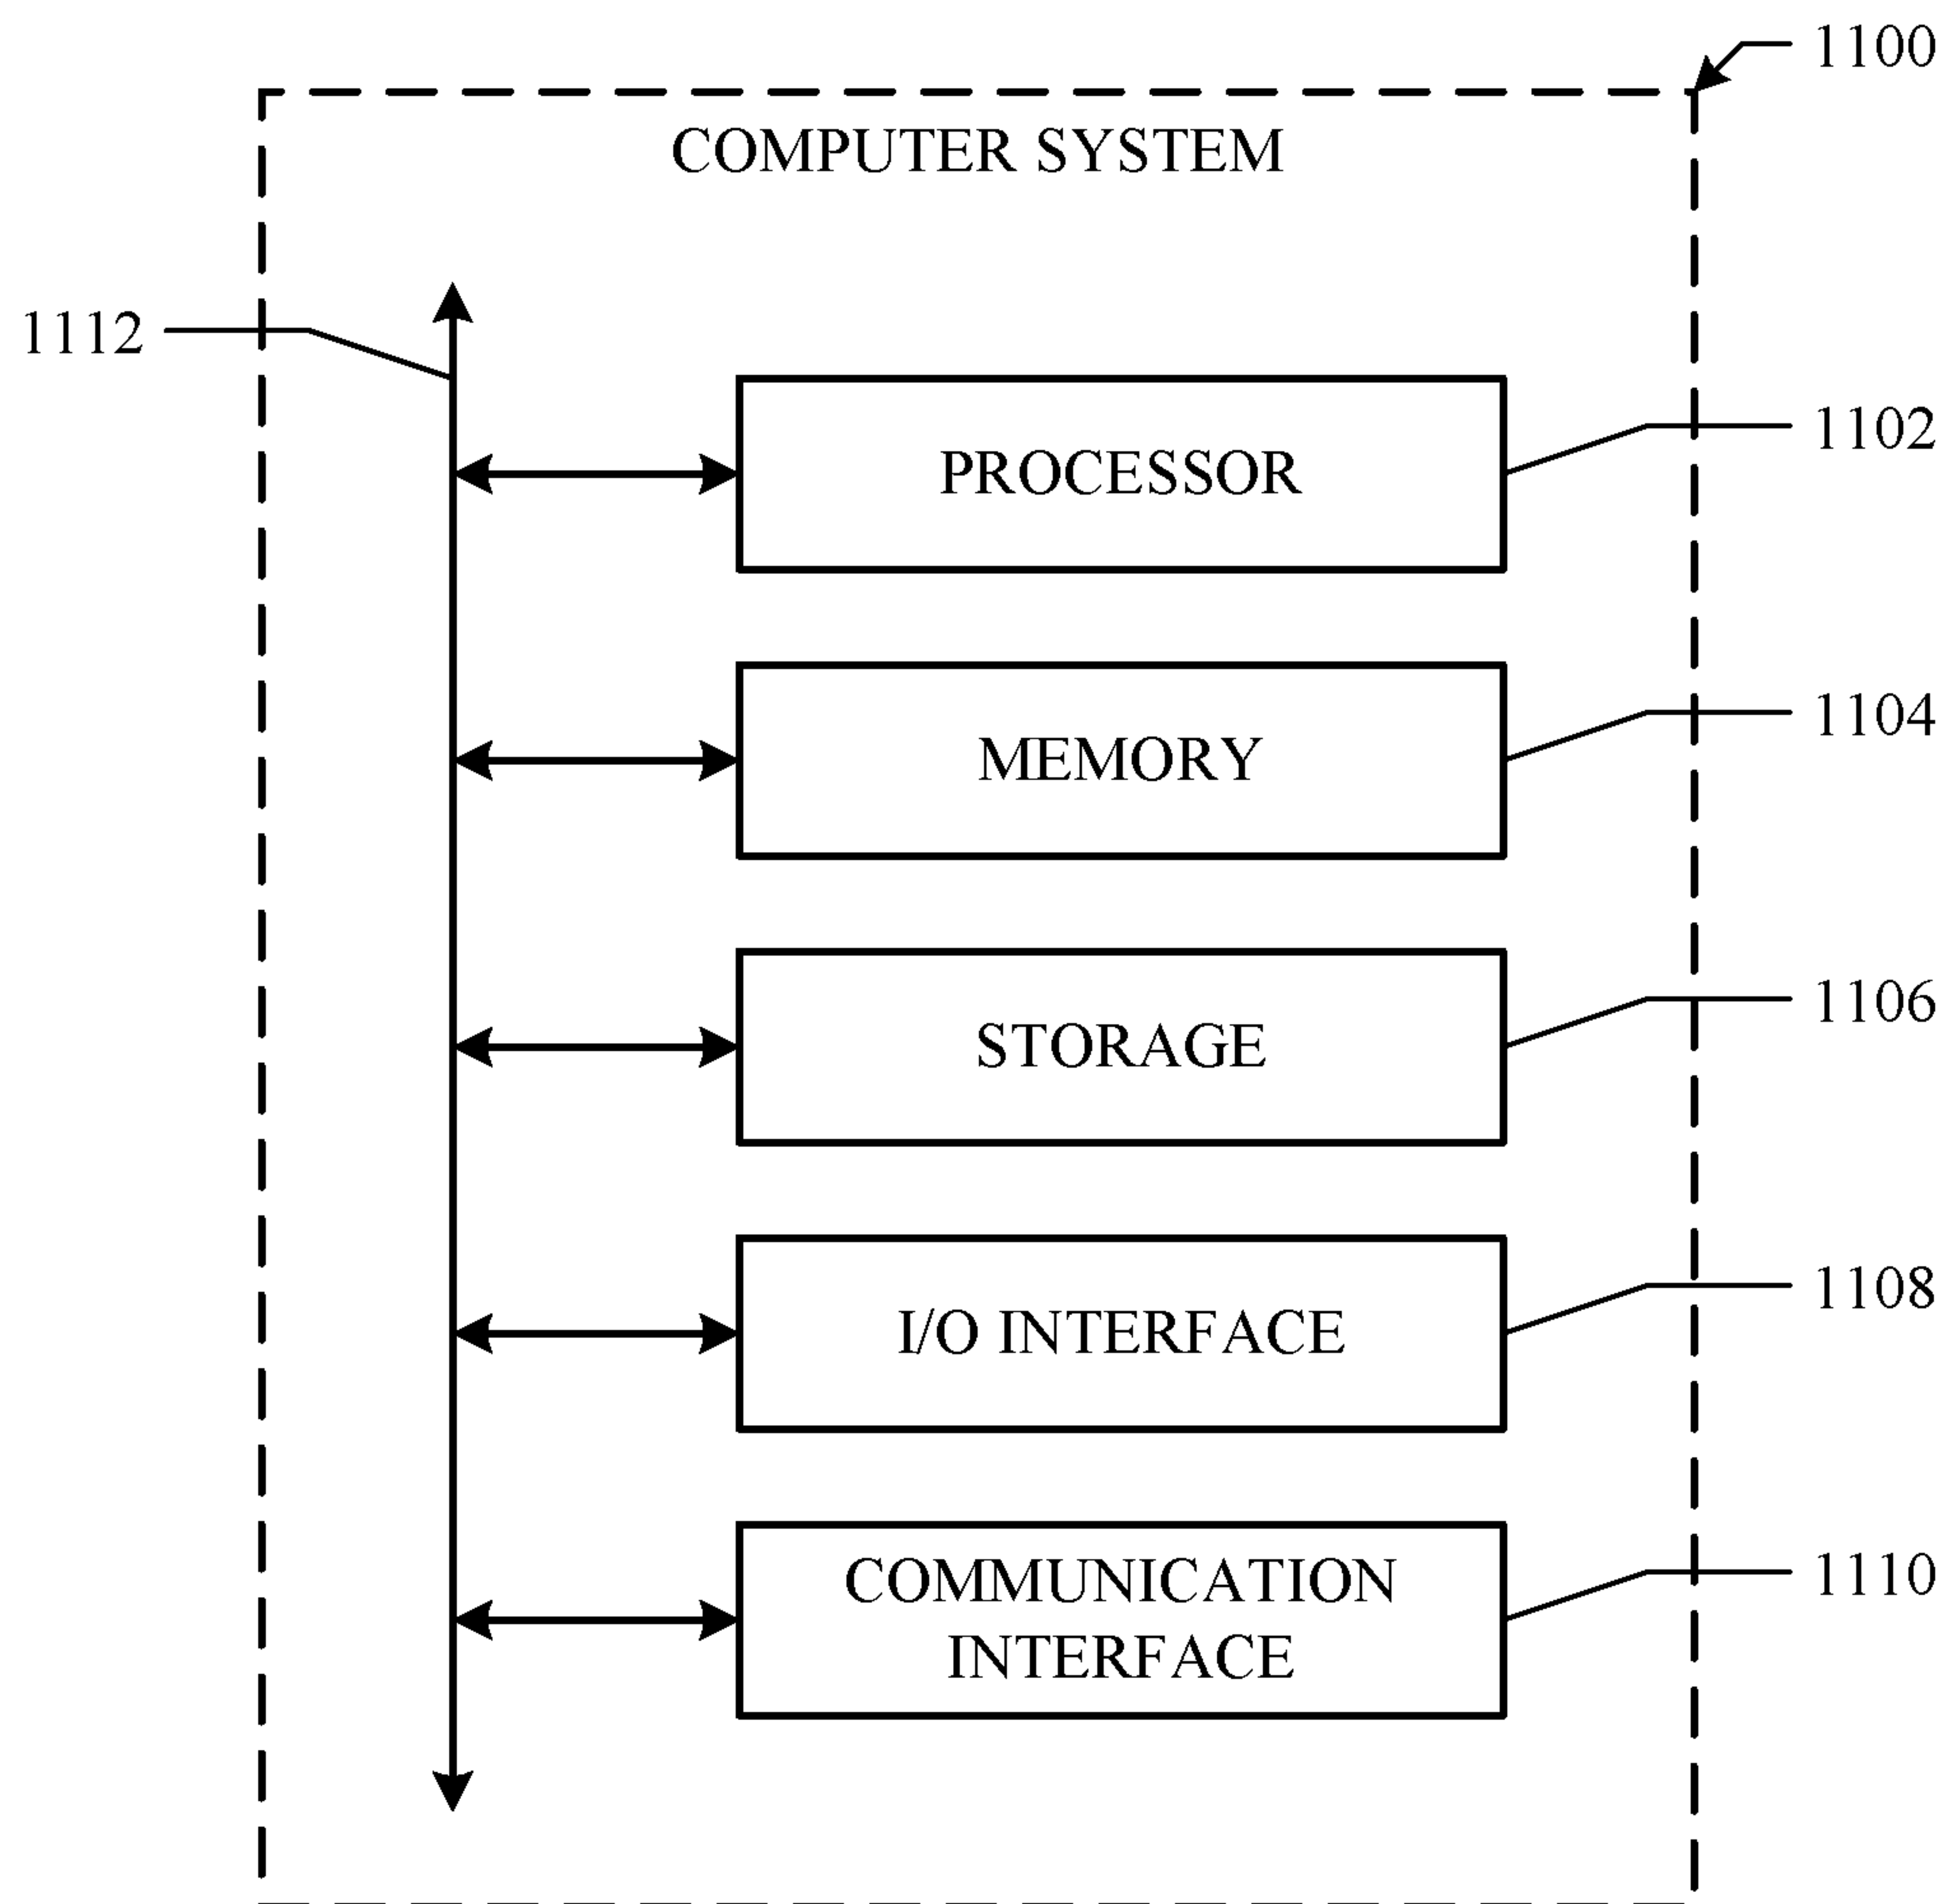 1100
COMPUTER SYSTEM
1112
PROCESSOR
1102
MEMORY
1104
STORAGE
1106
I/O INTERFACE
1108
COMMUNICATION
INTERFACE
1110